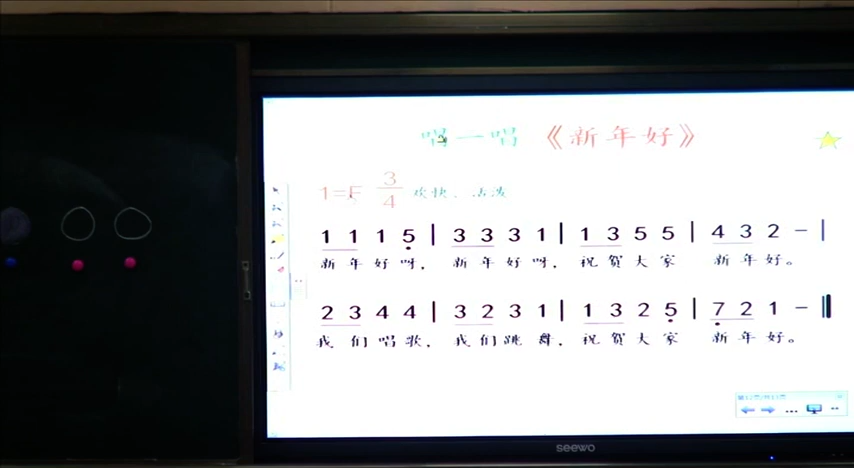 唱一唱 《新年好》
1=F 3/4 欢快、活泼
1 1 1 5̣ | 3 3 3 1 | 1 3 5 5 | 4 3 2 – |
新年好呀，新年好呀，祝贺大家 新年好。
2 3 4 4 | 3 2 3 1 | 1 3 2 5̣ | 7̣ 2 1 – ‖
我们唱歌，我们跳舞，祝贺大家 新年好。
seewo